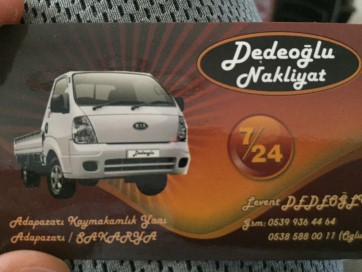 Dedeoğlu
Nakliyat
7/24
KIA
Dedeoğlu
Levent DEDEOĞL
Adapazarı Kaymakamlık Yanı
Gsm: 0539 936 44 64
Adapazarı / SAKARYA
0538 588 00 11 (Oğlu